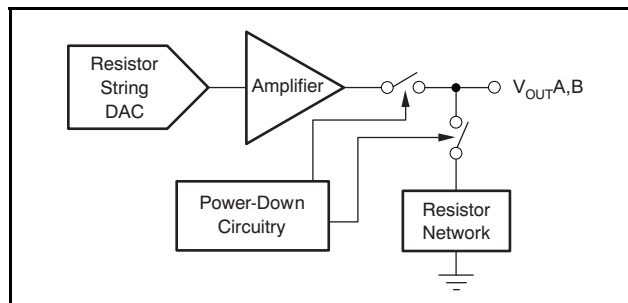 Resistor
String
DAC
Amplifier
VOUTA,B
Power-Down
Circuitry
Resistor
Network